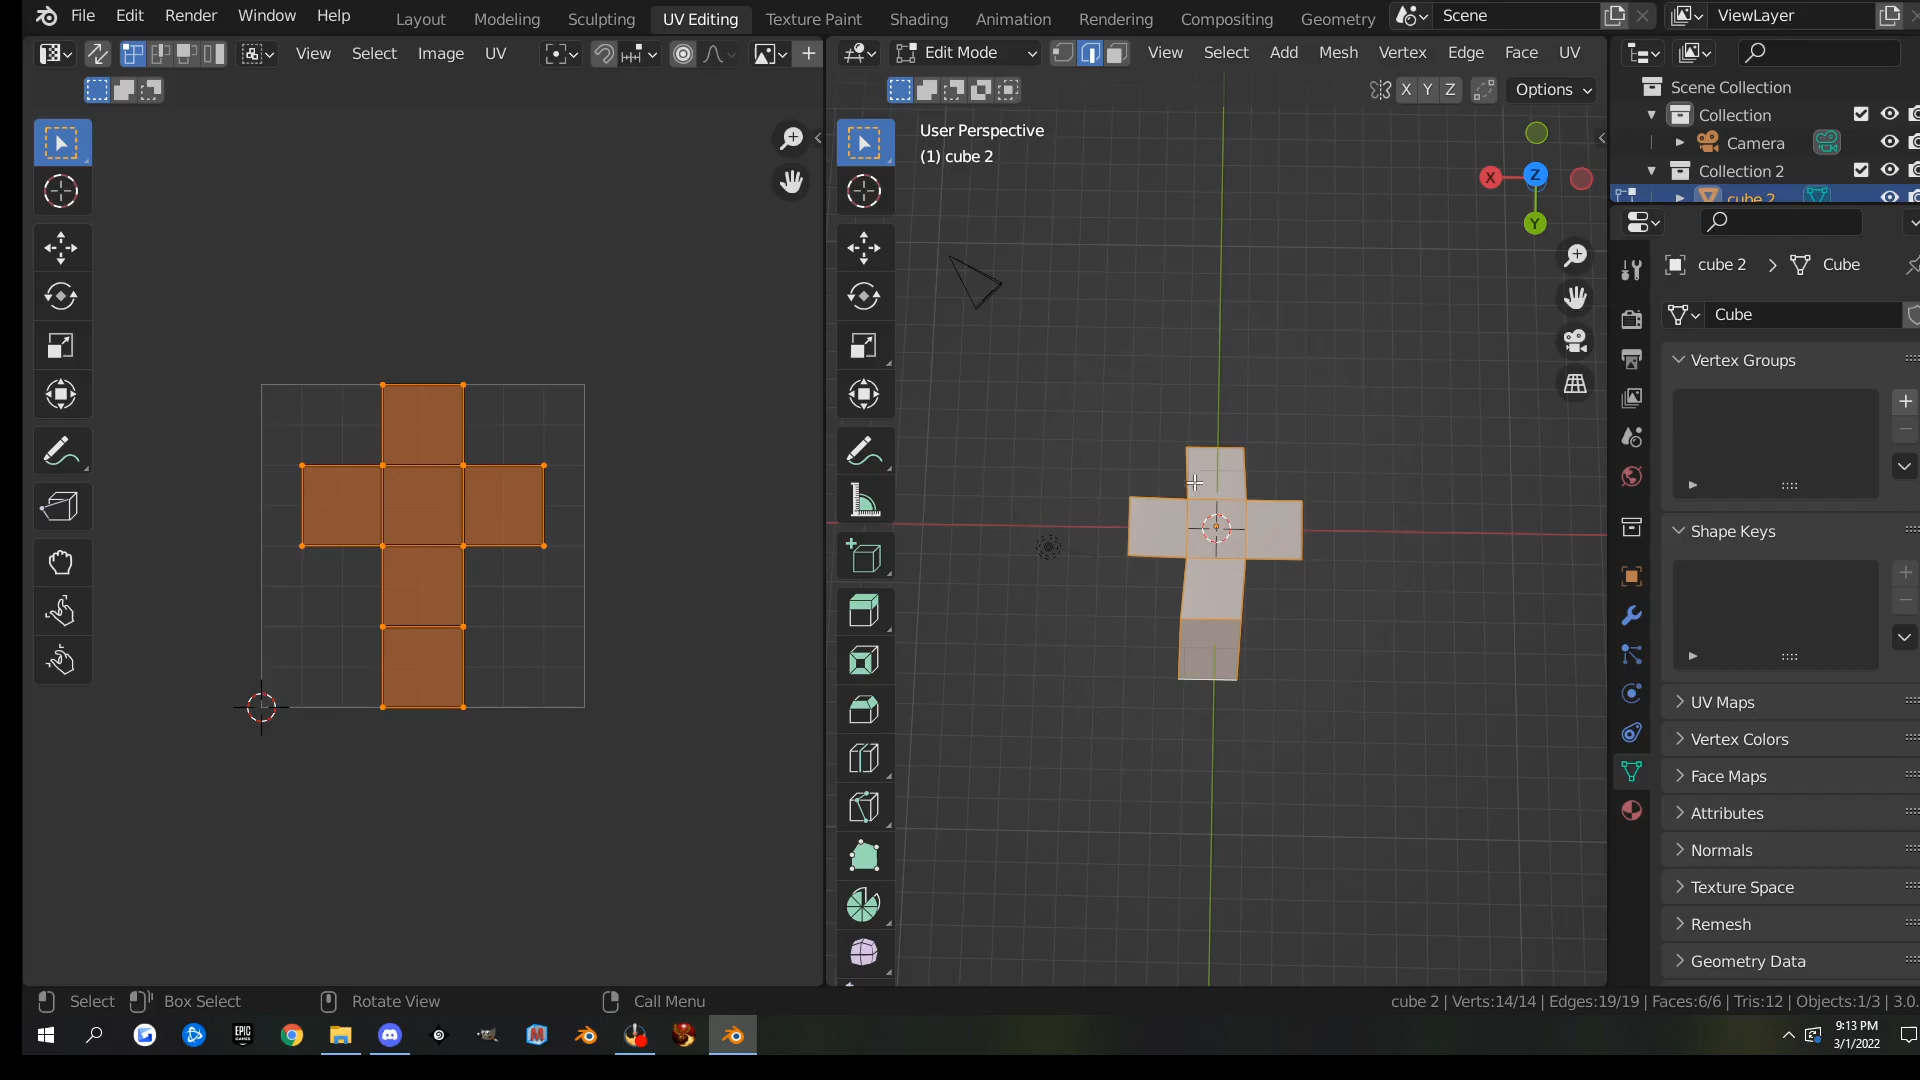 File Edit Render Window Help
Layout Modeling Sculpting UV Editing Texture Paint Shading Animation Rendering Compositing Geometry
Scene
ViewLayer
View Select Image UV
Edit Mode
View Select Add Mesh Vertex Edge Face UV
X Y Z
Options
User Perspective
(1) cube 2
X
Z
Y
Scene Collection
Collection
Camera
Collection 2
cube 2
cube 2 > Cube
Cube
Vertex Groups
Shape Keys
UV Maps
Vertex Colors
Face Maps
Attributes
Normals
Texture Space
Remesh
Geometry Data
Select Box Select Rotate View Call Menu
cube 2 | Verts:14/14 | Edges:19/19 | Faces:6/6 | Tris:12 | Objects:1/3 | 3.0.
EPIC
GAMES
9:13 PM
3/1/2022